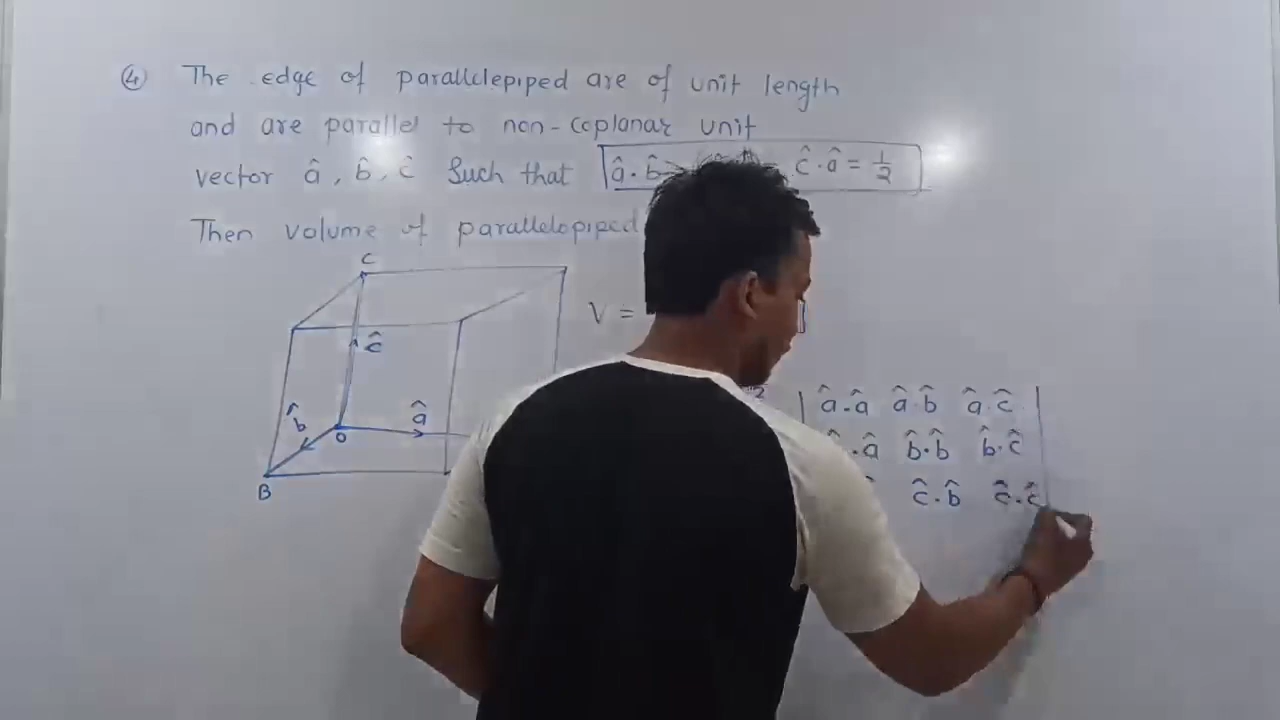 ④ The edge of parallelepiped are of unit length
and are parallel to non-coplanar unit
vector â, b̂, ĉ Such that â·b̂ ĉ·â = 1/2
Then volume of parallelopiped
C
V =
ĉ
â·â â·b̂ â·ĉ
b̂ O â
·â b̂·b̂ b̂·ĉ
B
ĉ·b̂ ĉ·ĉ